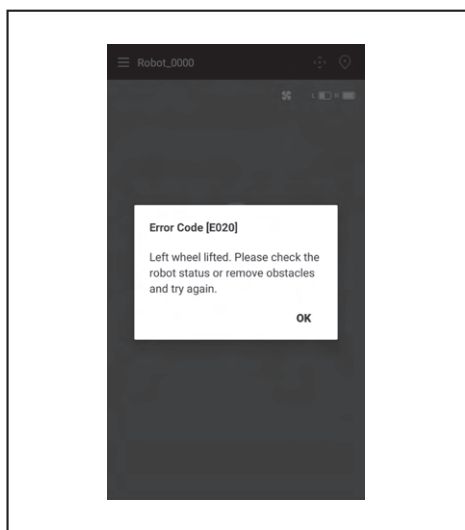 Robot_0000
L R
Error Code [E020]
Left wheel lifted. Please check the
robot status or remove obstacles
and try again.
OK